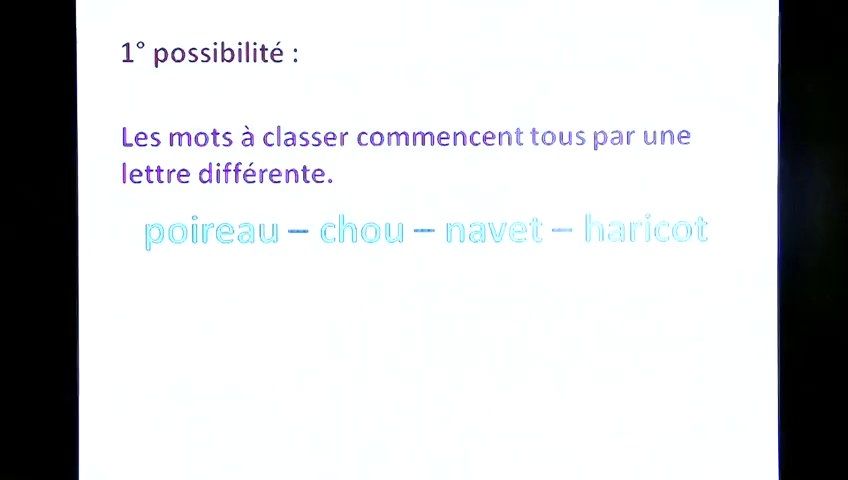 1° possibilité :
Les mots à classer commencent tous par une
lettre différente.
poireau – chou – navet – haricot